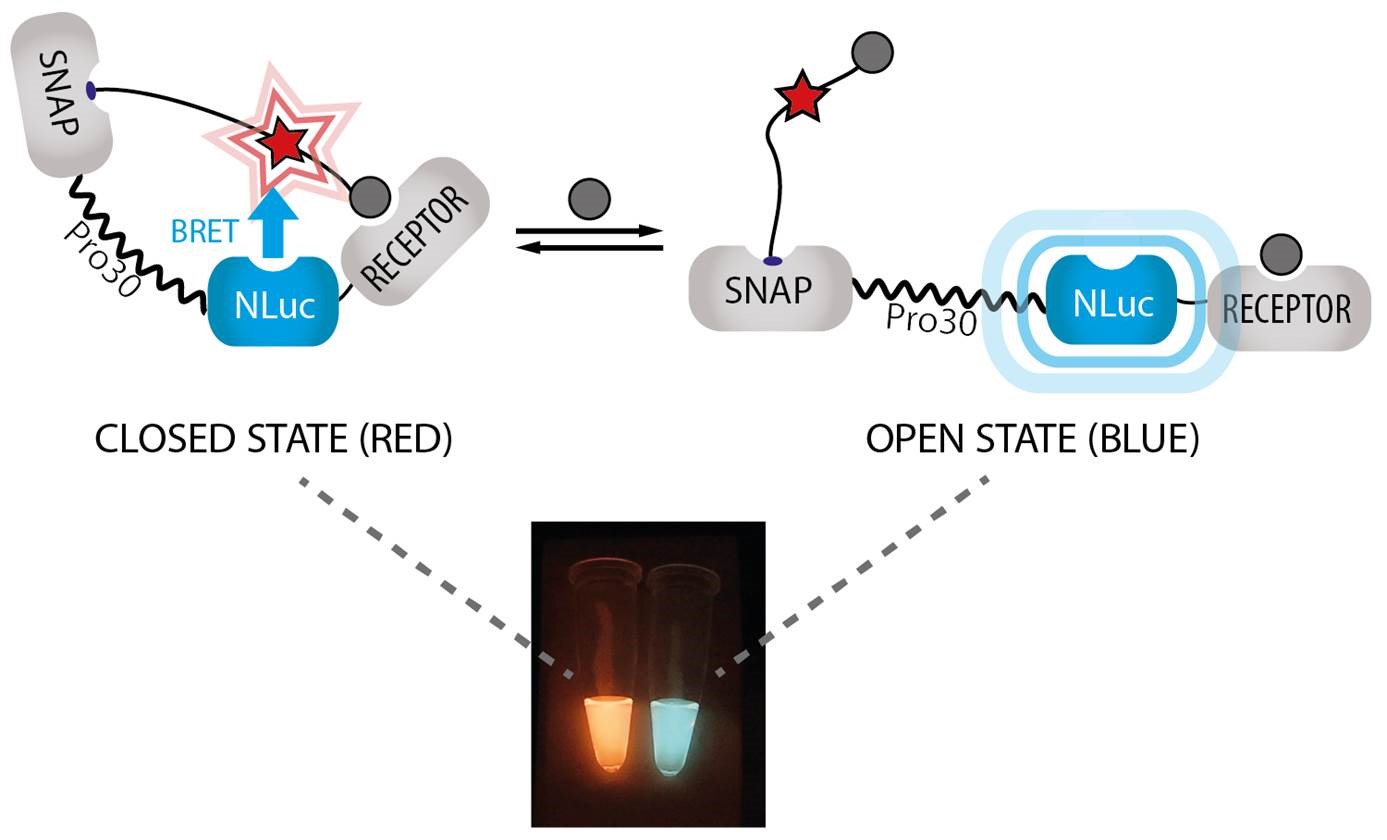 SNAP
BRET
Pro30
NLuc
RECEPTOR
SNAP
Pro30
NLuc
RECEPTOR
CLOSED STATE (RED)
OPEN STATE (BLUE)